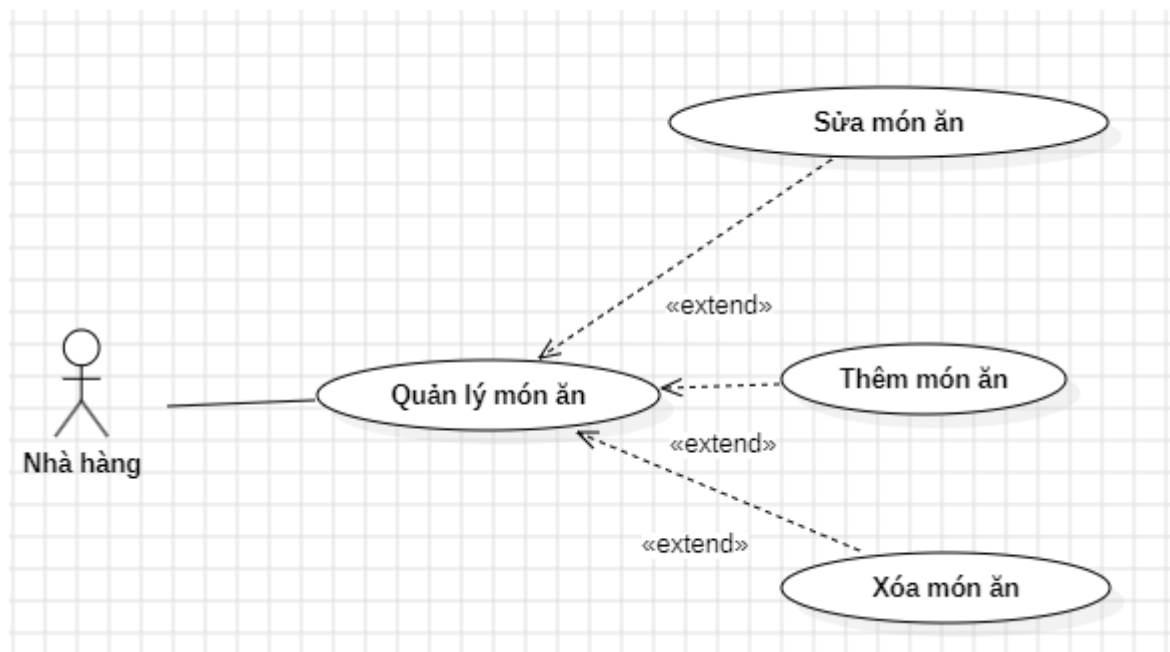 Sửa món ăn
«extend»
Thêm món ăn
Quản lý món ăn
«extend»
Nhà hàng
«extend»
Xóa món ăn